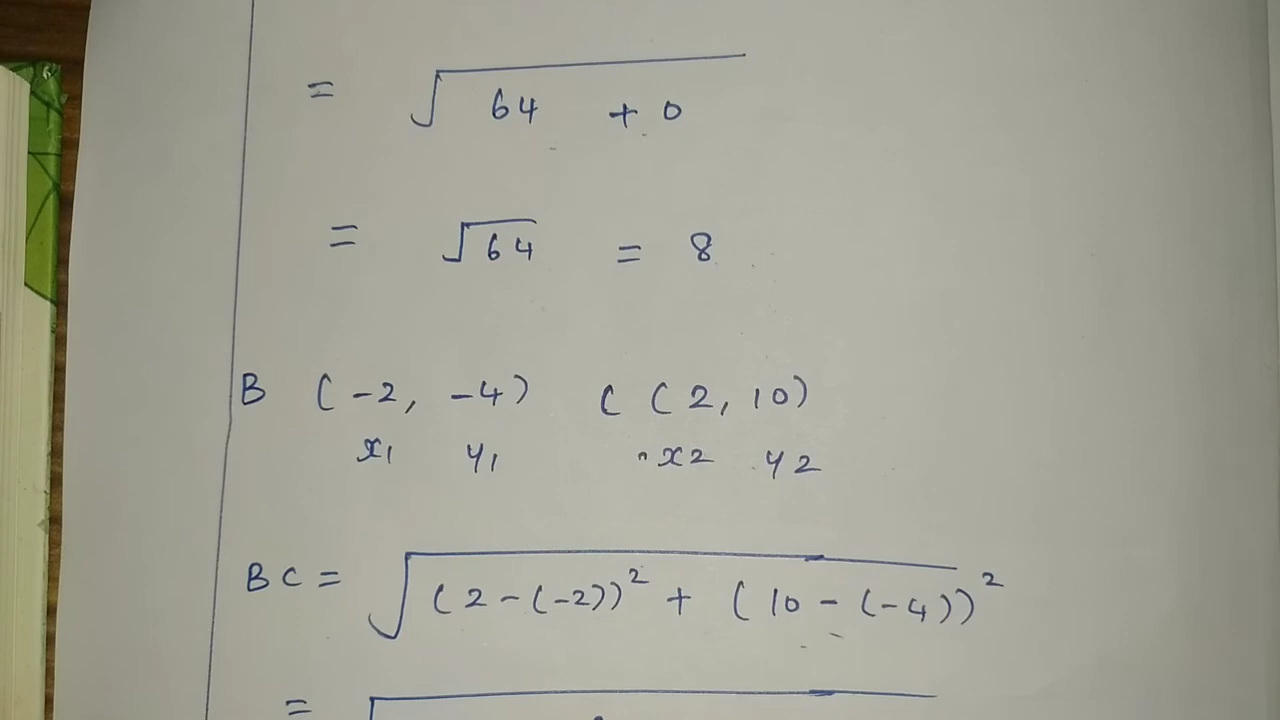 = √64 + 0
= √64 = 8
B (-2, -4) C (2, 10)
x1 y1 x2 y2
BC = √(2-(-2))² + (10-(-4))²
= √